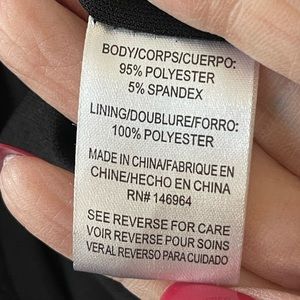 BODY/CORPS/CUERPO:
95% POLYESTER
5% SPANDEX
LINING/DOUBLURE/FORRO:
100% POLYESTER
MADE IN CHINA/FABRIQUE EN
CHINE/HECHO EN CHINA
RN# 146964
SEE REVERSE FOR CARE
VOIR REVERSE POUR SOINS
VER AL REVERSO PARA CUIDADO